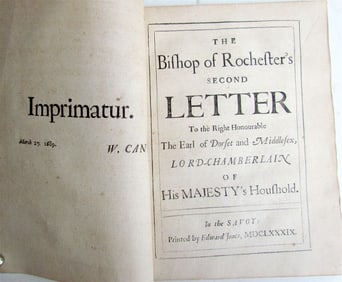 Imprimatur.
March 27. 1689.
W. CAN
THE
Biſhop of Rocheſter's
SECOND
LETTER
To the Right Honourable
The Earl of Dorſet and Middleſex,
LORD-CHAMBERLAIN
OF
His MAJESTY's Houſhold.
In the SAVOY:
Printed by Edward Jones, MDCLXXXIX.